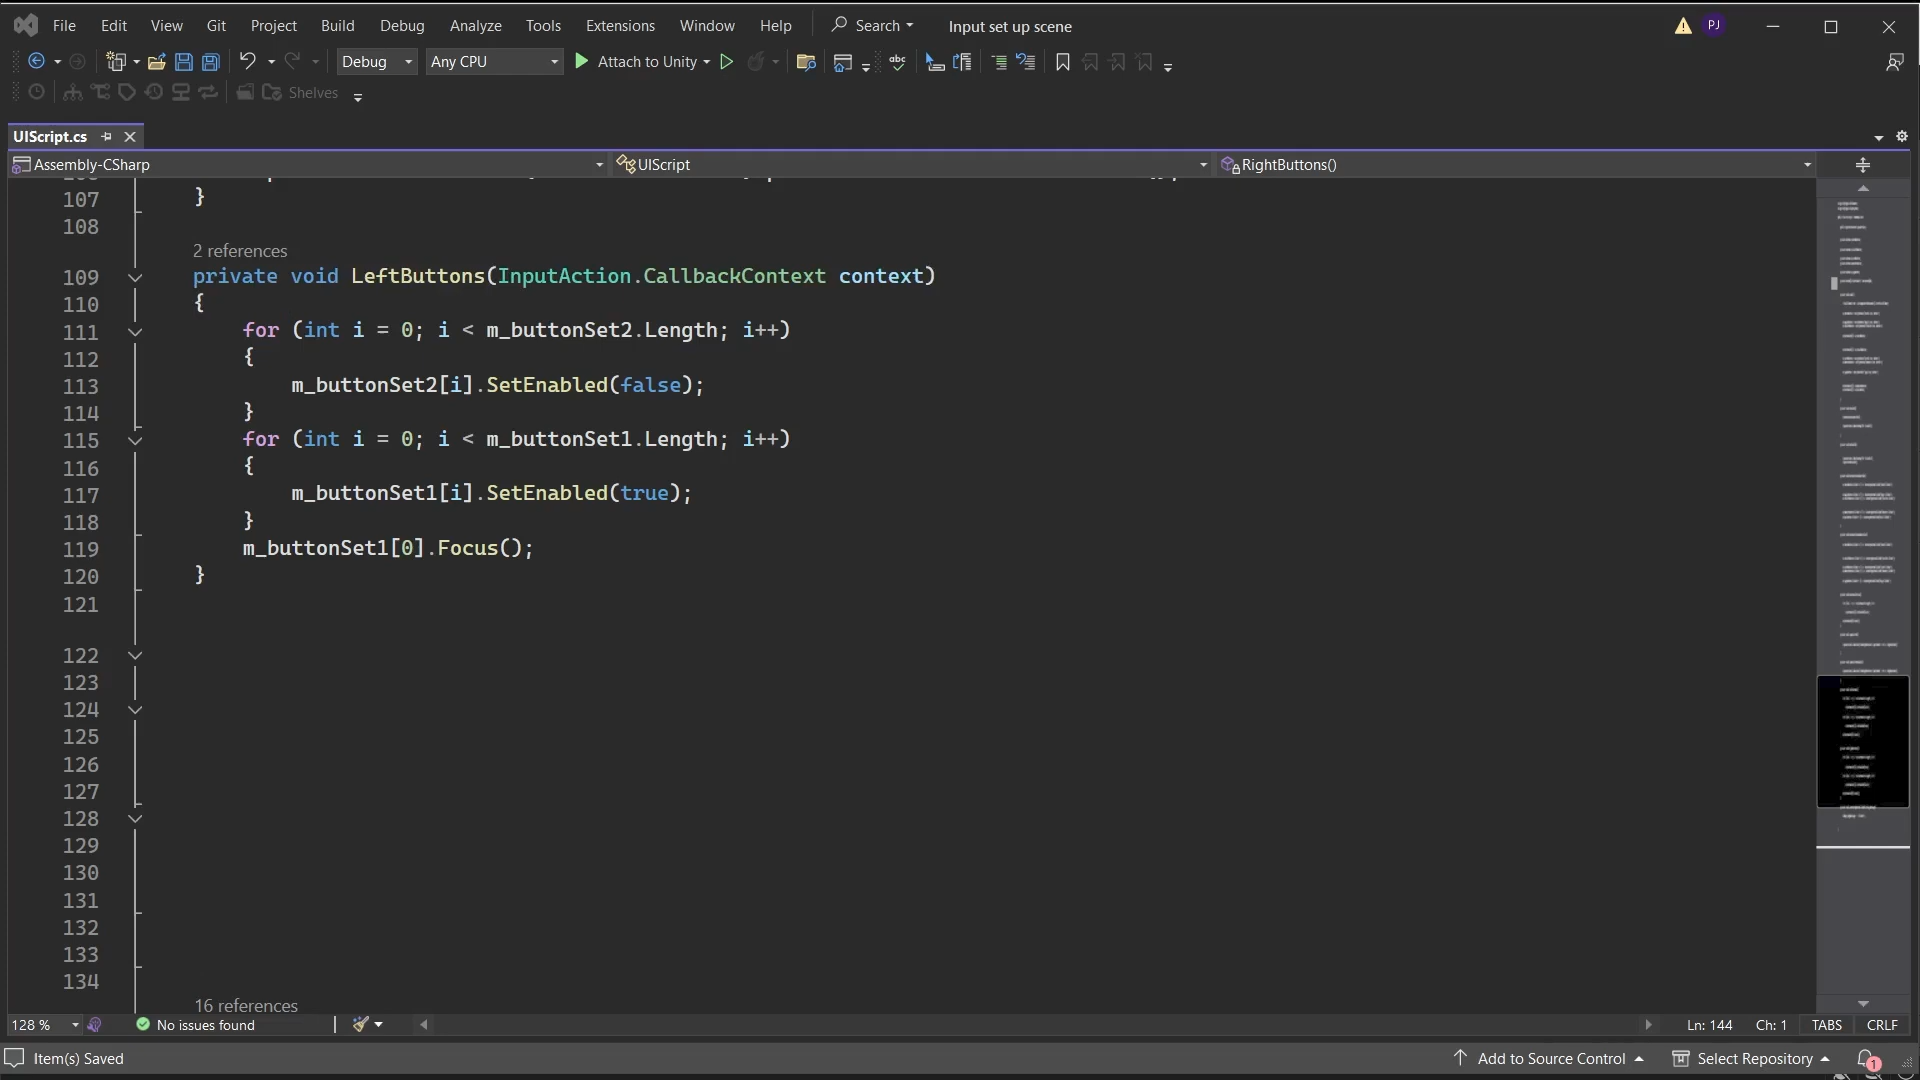 File Edit View Git Project Build Debug Analyze Tools Extensions Window Help Search Input set up scene PJ
Debug Any CPU Attach to Unity abc
Shelves
UIScript.cs
Assembly-CSharp UIScript RightButtons()
107 }
108
2 references
109 private void LeftButtons(InputAction.CallbackContext context)
110 {
111 for (int i = 0; i < m_buttonSet2.Length; i++)
112 {
113 m_buttonSet2[i].SetEnabled(false);
114 }
115 for (int i = 0; i < m_buttonSet1.Length; i++)
116 {
117 m_buttonSet1[i].SetEnabled(true);
118 }
119 m_buttonSet1[0].Focus();
120 }
121
122
123
124
125
126
127
128
129
130
131
132
133
134
16 references
128 % No issues found Ln: 144 Ch: 1 TABS CRLF
Item(s) Saved Add to Source Control Select Repository 1